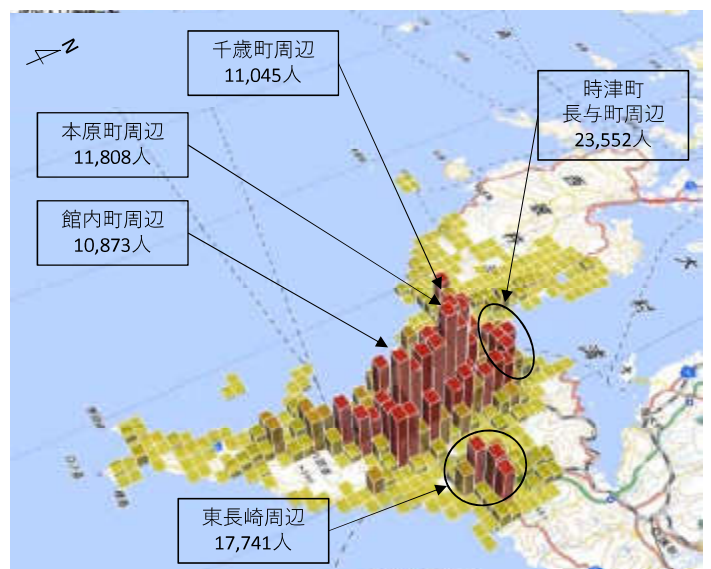 N
千歳町周辺
11,045人
時津町
長与町周辺
23,552人
本原町周辺
11,808人
館内町周辺
10,873人
東長崎周辺
17,741人